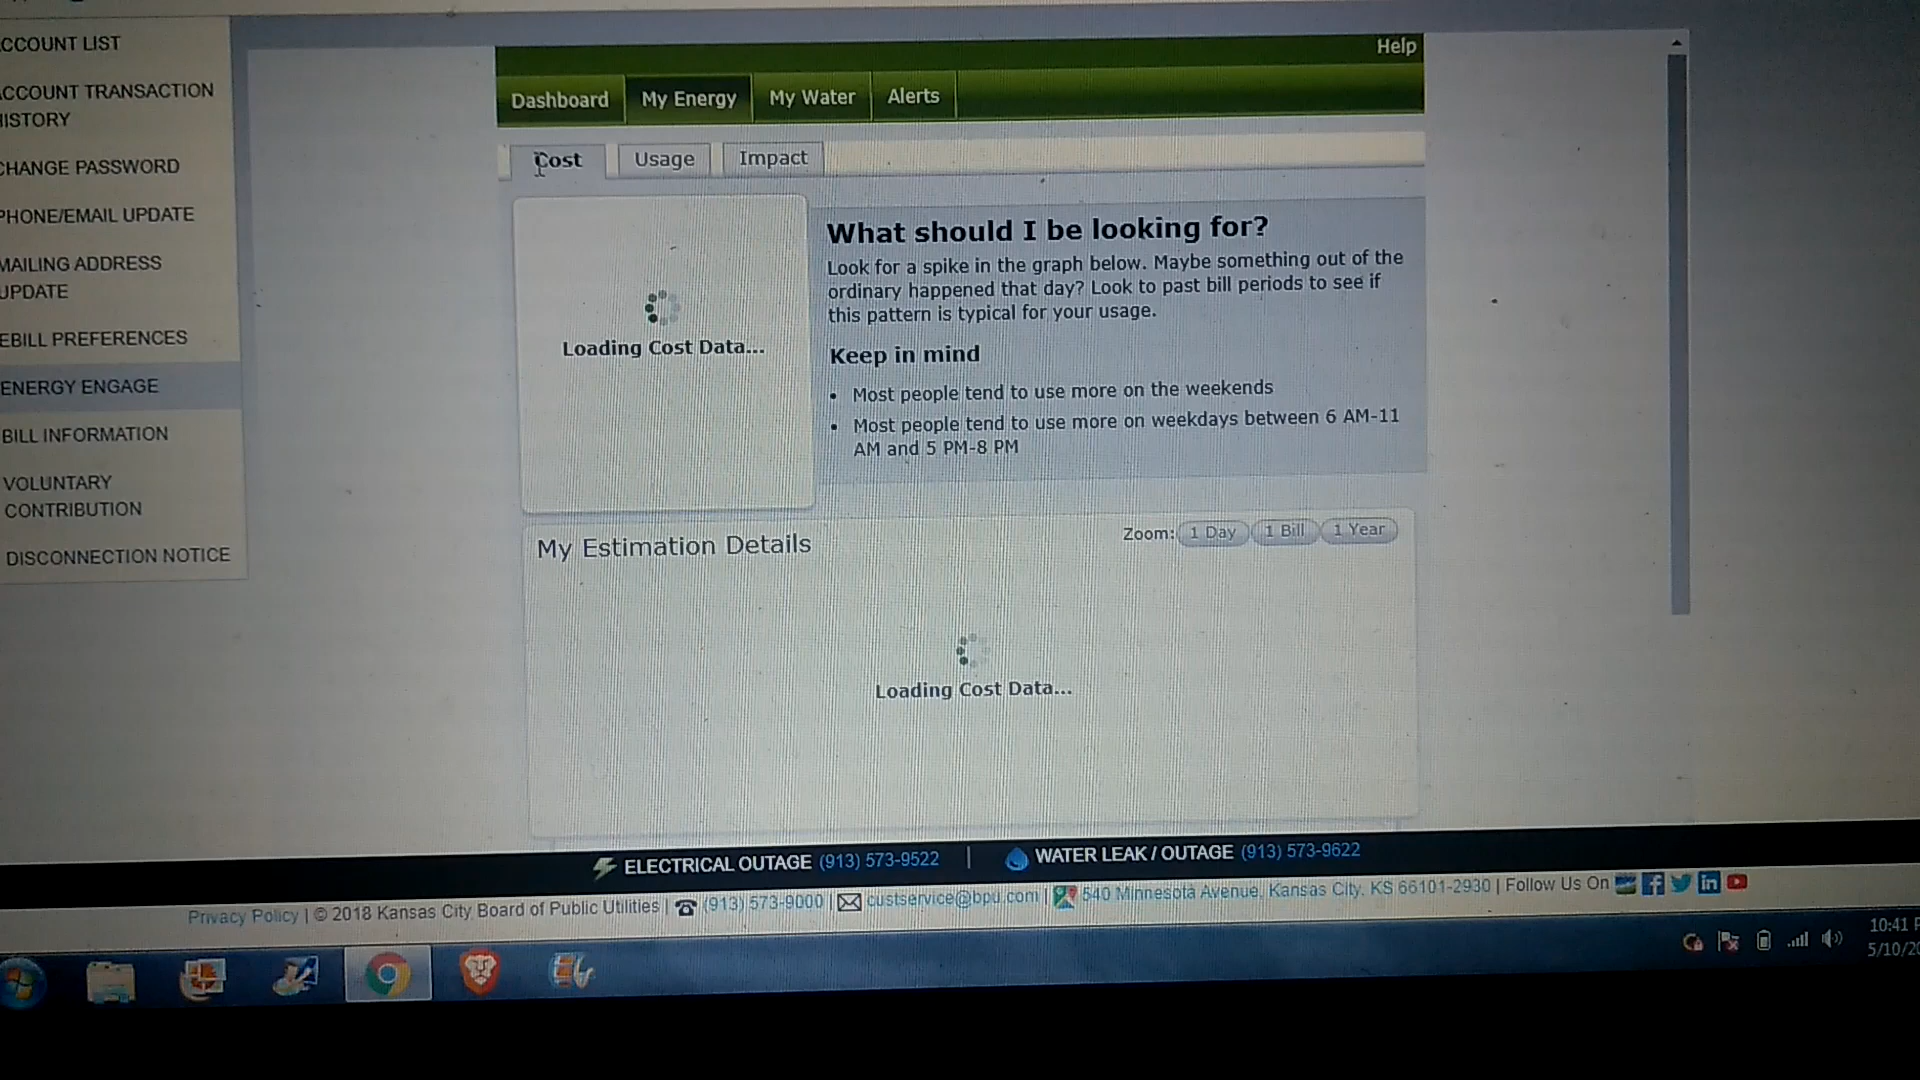 Help
Dashboard
My Energy
My Water
Alerts
CCOUNT LIST
CCOUNT TRANSACTION
ISTORY
CHANGE PASSWORD
PHONE/EMAIL UPDATE
MAILING ADDRESS
UPDATE
EBILL PREFERENCES
ENERGY ENGAGE
BILL INFORMATION
VOLUNTARY
CONTRIBUTION
DISCONNECTION NOTICE
Cost
Usage
Impact
Loading Cost Data...
What should I be looking for?
Look for a spike in the graph below. Maybe something out of the
ordinary happened that day? Look to past bill periods to see if
this pattern is typical for your usage.
Keep in mind
• Most people tend to use more on the weekends
• Most people tend to use more on weekdays between 6 AM-11
AM and 5 PM-8 PM
My Estimation Details
Zoom: 1 Day 1 Bill 1 Year
Loading Cost Data...
ELECTRICAL OUTAGE (913) 573-9522 | WATER LEAK / OUTAGE (913) 573-9622
Privacy Policy | © 2018 Kansas City Board of Public Utilities | (913) 573-9000 | custservice@bpu.com | 540 Minnesota Avenue, Kansas City, KS 66101-2930 | Follow Us On
10:41 P
5/10/20